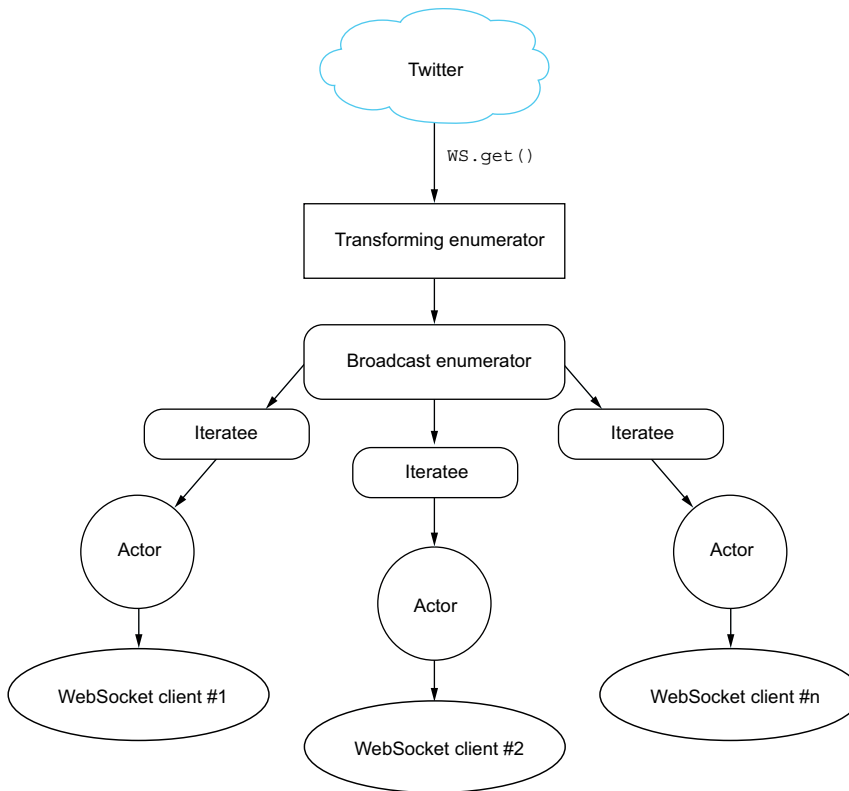 Twitter
WS.get()
Transforming enumerator
Broadcast enumerator
Iteratee
Iteratee
Iteratee
Actor
Actor
Actor
WebSocket client #1
WebSocket client #n
WebSocket client #2